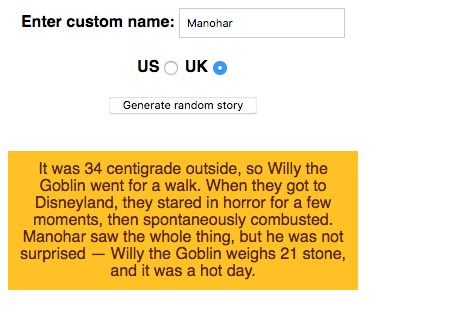 Enter custom name: Manohar
US UK
Generate random story
It was 34 centigrade outside, so Willy the
Goblin went for a walk. When they got to
Disneyland, they stared in horror for a few
moments, then spontaneously combusted.
Manohar saw the whole thing, but he was not
surprised — Willy the Goblin weighs 21 stone,
and it was a hot day.